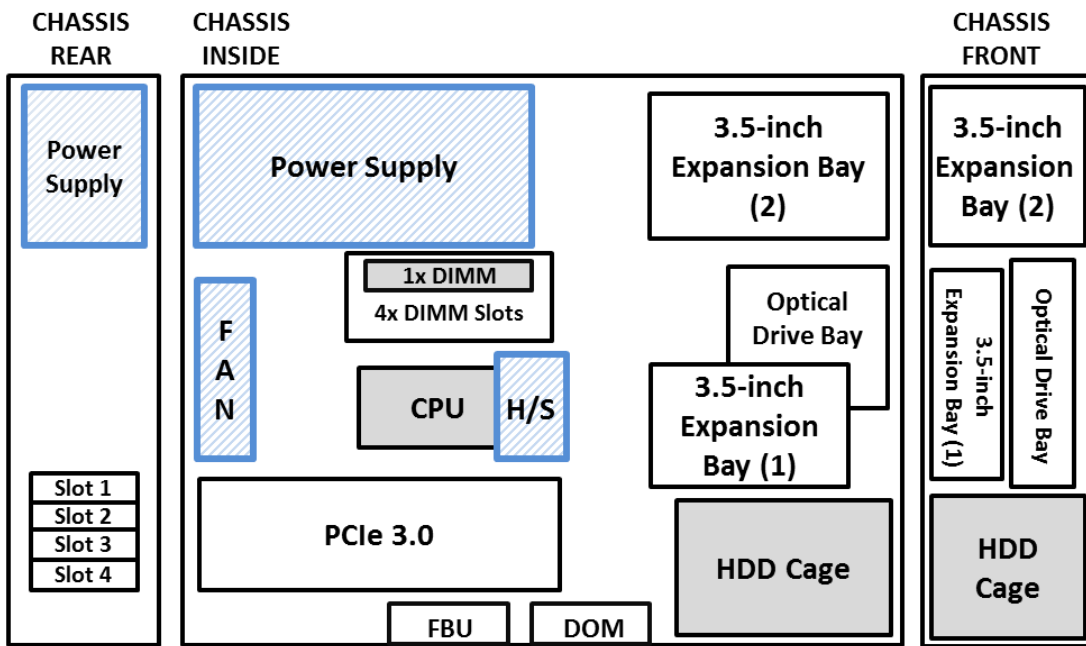 CHASSIS
REAR
Power
Supply
Slot 1
Slot 2
Slot 3
Slot 4
CHASSIS
INSIDE
Power Supply
3.5-inch
Expansion Bay
(2)
1x DIMM
4x DIMM Slots
FAN
CPU
H/S
Optical
Drive Bay
3.5-inch
Expansion
Bay (1)
PCIe 3.0
HDD Cage
FBU
DOM
CHASSIS
FRONT
3.5-inch
Expansion
Bay (2)
3.5-inch
Expansion Bay (1)
Optical Drive Bay
HDD
Cage